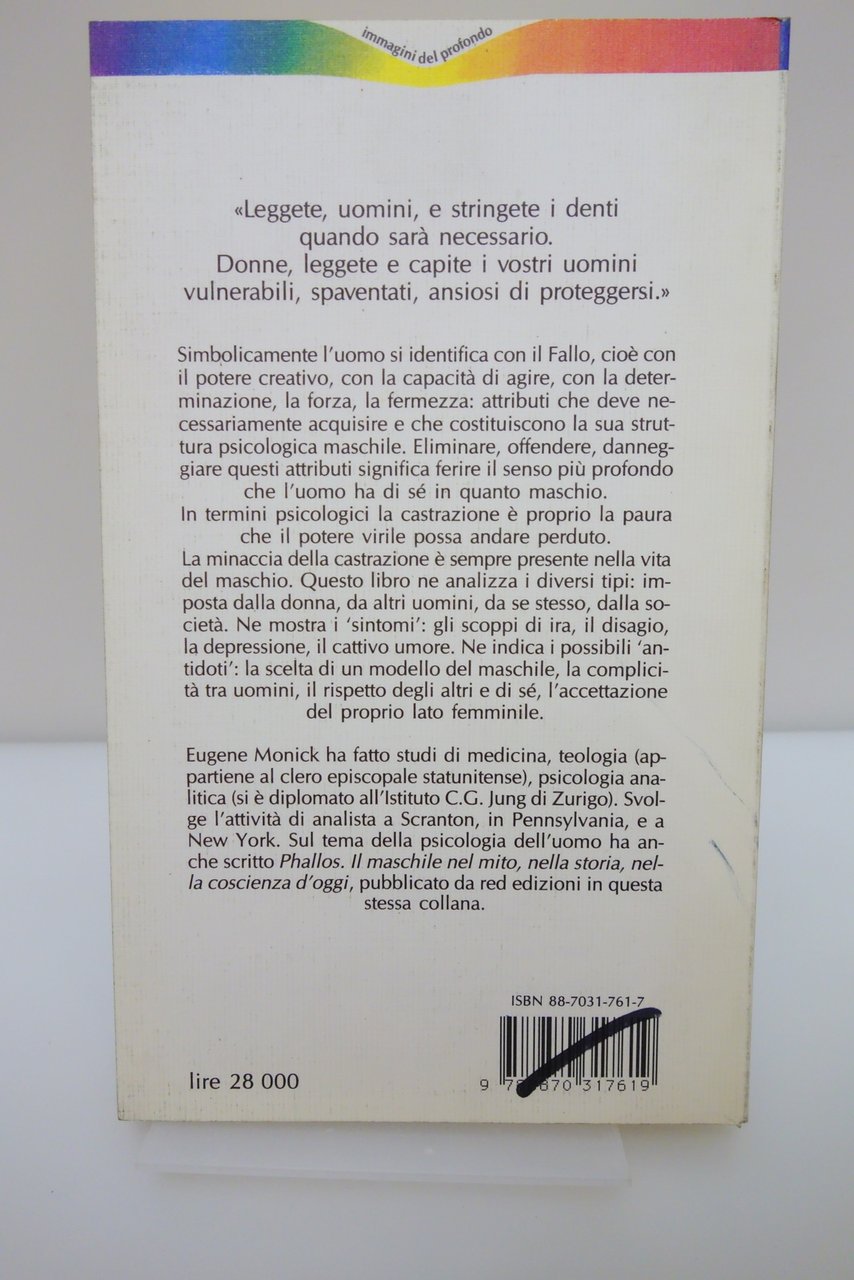 immagini del profondo
«Leggete, uomini, e stringete i denti
quando sarà necessario.
Donne, leggete e capite i vostri uomini
vulnerabili, spaventati, ansiosi di proteggersi.»
Simbolicamente l'uomo si identifica con il Fallo, cioè con
il potere creativo, con la capacità di agire, con la deter-
minazione, la forza, la fermezza: attributi che deve ne-
cessariamente acquisire e che costituiscono la sua strut-
tura psicologica maschile. Eliminare, offendere, danneg-
giare questi attributi significa ferire il senso più profondo
che l'uomo ha di sé in quanto maschio.
In termini psicologici la castrazione è proprio la paura
che il potere virile possa andare perduto.
La minaccia della castrazione è sempre presente nella vita
del maschio. Questo libro ne analizza i diversi tipi: im-
posta dalla donna, da altri uomini, da se stesso, dalla so-
cietà. Ne mostra i 'sintomi': gli scoppi di ira, il disagio,
la depressione, il cattivo umore. Ne indica i possibili 'an-
tidoti': la scelta di un modello del maschile, la complici-
tà tra uomini, il rispetto degli altri e di sé, l'accettazione
del proprio lato femminile.
Eugene Monick ha fatto studi di medicina, teologia (ap-
partiene al clero episcopale statunitense), psicologia ana-
litica (si è diplomato all'Istituto C.G. Jung di Zurigo). Svol-
ge l'attività di analista a Scranton, in Pennsylvania, e a
New York. Sul tema della psicologia dell'uomo ha an-
che scritto Phallos. Il maschile nel mito, nella storia, nel-
la coscienza d'oggi, pubblicato da red edizioni in questa
stessa collana.
ISBN 88-7031-761-7
lire 28 000
9 788870 317619